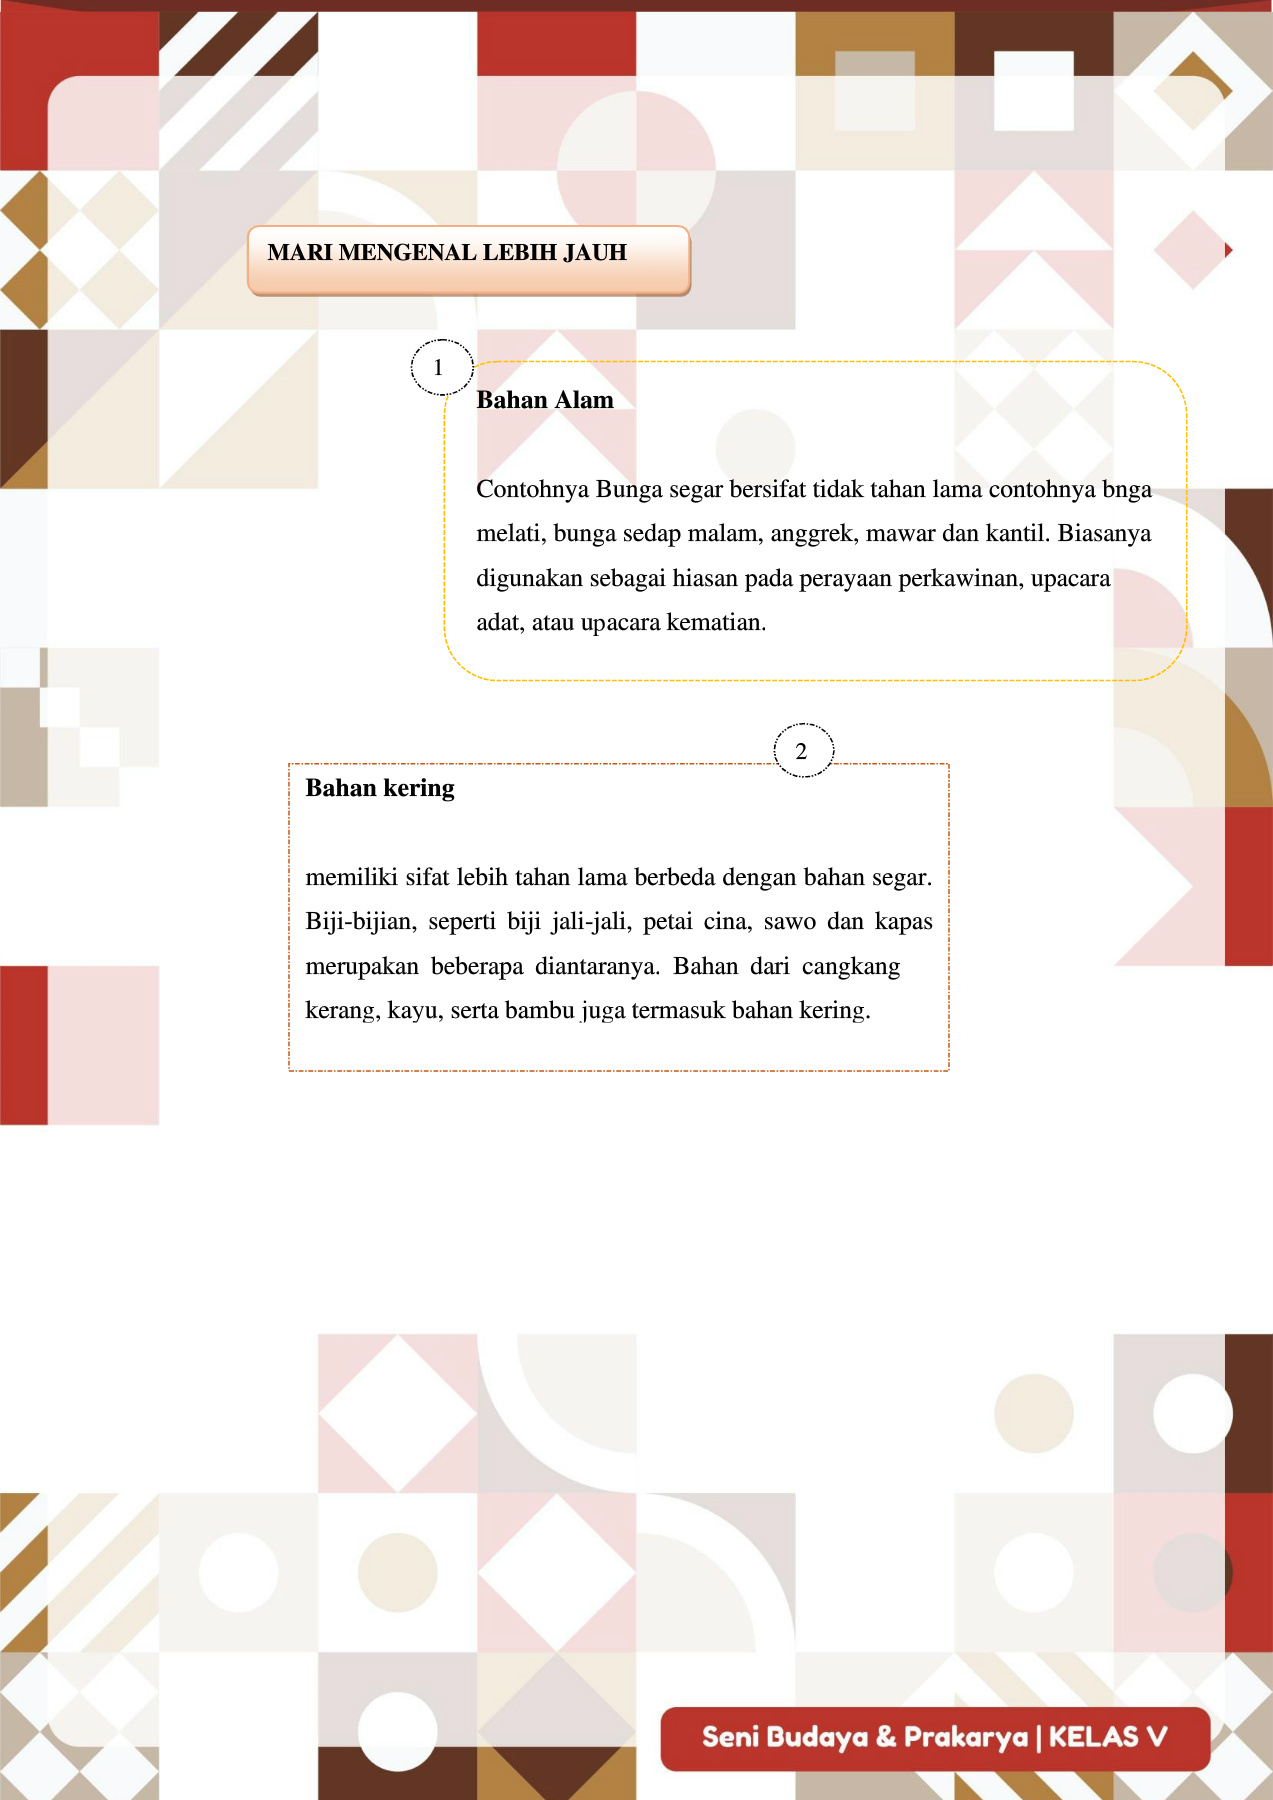 MARI MENGENAL LEBIH JAUH
1
Bahan Alam
Contohnya Bunga segar bersifat tidak tahan lama contohnya bnga
melati, bunga sedap malam, anggrek, mawar dan kantil. Biasanya
digunakan sebagai hiasan pada perayaan perkawinan, upacara
adat, atau upacara kematian.
2
Bahan kering
memiliki sifat lebih tahan lama berbeda dengan bahan segar.
Biji-bijian, seperti biji jali-jali, petai cina, sawo dan kapas
merupakan beberapa diantaranya. Bahan dari cangkang
kerang, kayu, serta bambu juga termasuk bahan kering.
Seni Budaya & Prakarya | KELAS V